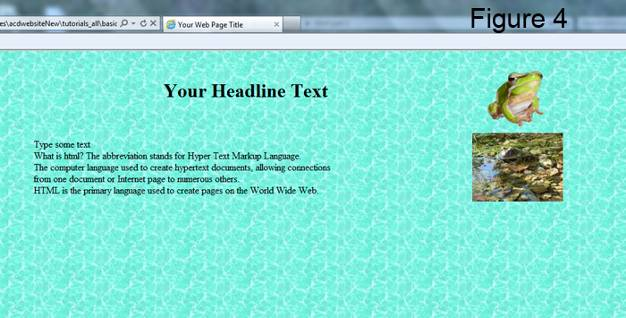 Figure 4
es\acdwebsiteNew\tutorials_all\basic
Your Web Page Title
Your Headline Text
Type some text
What is html? The abbreviation stands for Hyper Text Markup Language.
The computer language used to create hypertext documents, allowing connections
from one document or Internet page to numerous others.
HTML is the primary language used to create pages on the World Wide Web.